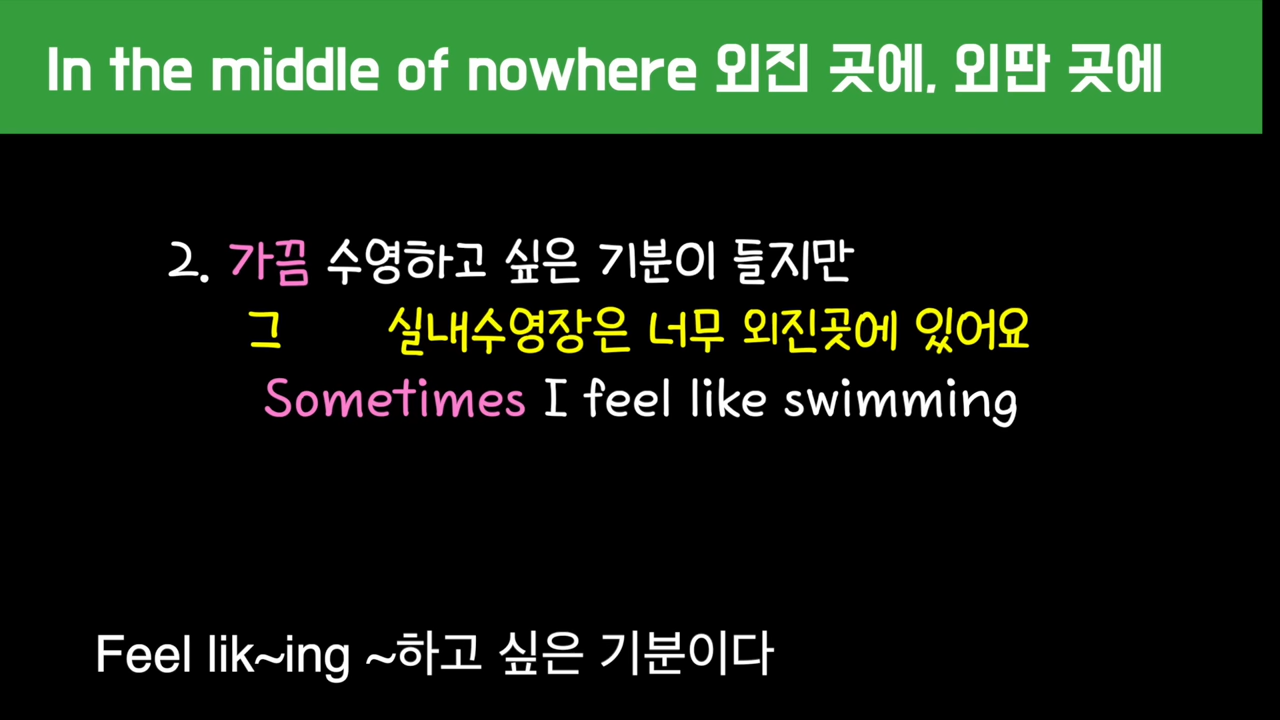 In the middle of nowhere 외진 곳에, 외딴 곳에
2. 가끔 수영하고 싶은 기분이 들지만
그 실내수영장은 너무 외진곳에 있어요
Sometimes I feel like swimming
Feel lik~ing ~하고 싶은 기분이다